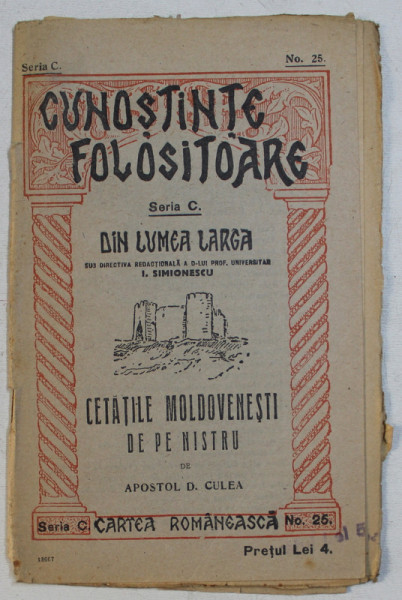 Seria C.
No. 25.
CUNOȘTINȚE
FOLOSITOARE
Seria C.
DIN LUMEA LARGA
SUB DIRECTIVA REDACȚIONALĂ A D-LUI PROF. UNIVERSITAR
I. SIMIONESCU
CETĂȚILE MOLDOVENEȘTI
DE PE NISTRU
DE
APOSTOL D. CULEA
Seria C. CARTEA ROMÂNEASCĂ No. 25.
Prețul Lei 4.